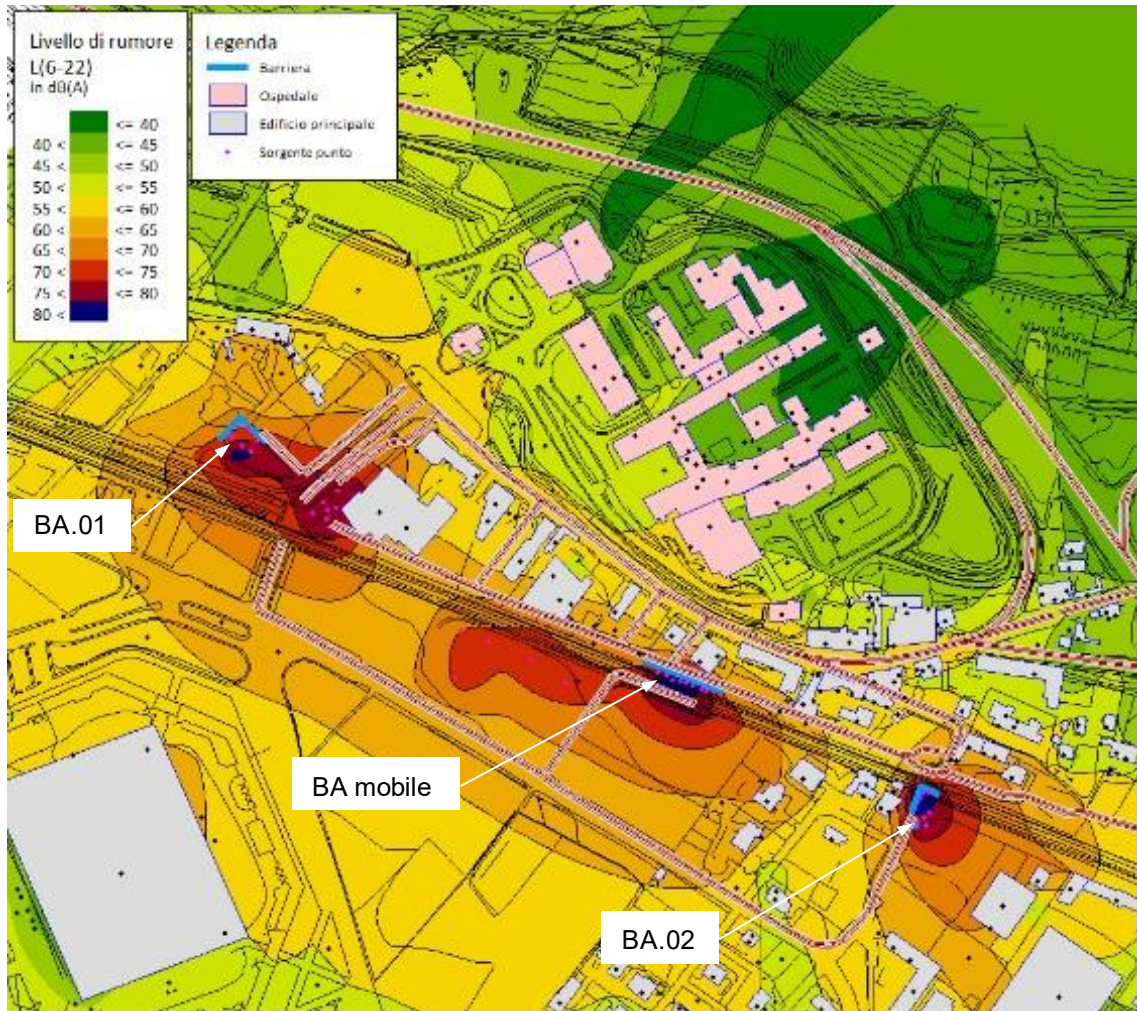 Livello di rumore
L(6-22)
In dB(A)
<= 40
40 < <= 45
45 < <= 50
50 < <= 55
55 < <= 60
60 < <= 65
65 < <= 70
70 < <= 75
75 < <= 80
80 <
Legenda
Barriera
Ospedale
Edificio principale
Sorgente punto
BA.01
BA mobile
BA.02